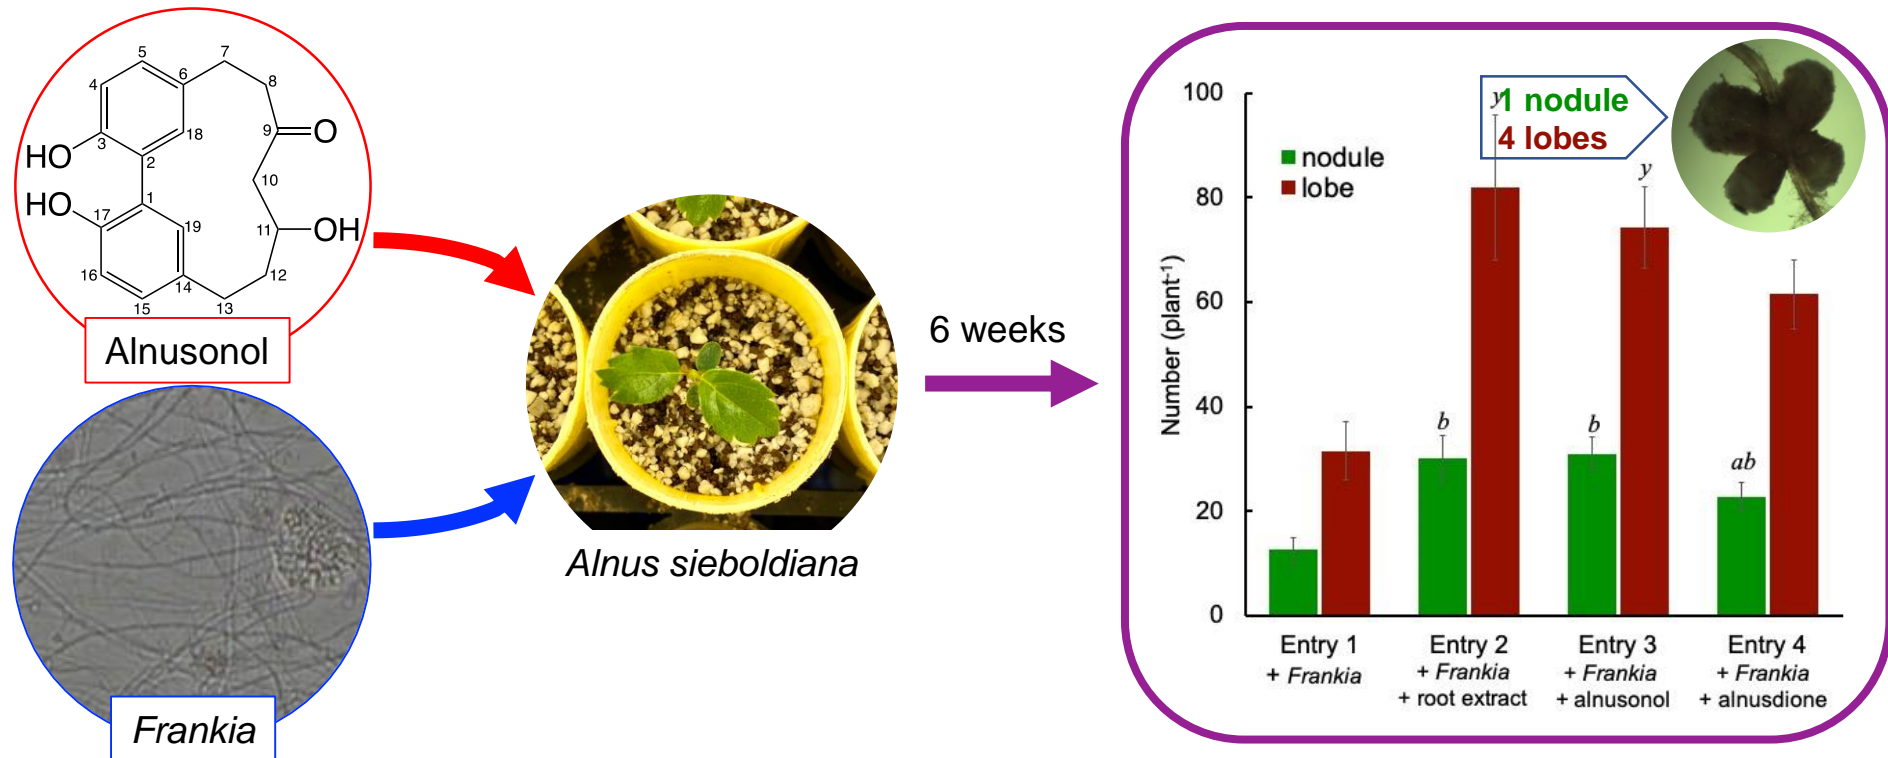 5
7
4
6
8
3
18
9
O
HO
2
10
HO
17
1
19
11
OH
16
12
15
14
13
Alnusonol
Frankia
Alnus sieboldiana
6 weeks
1 nodule
4 lobes
nodule
lobe
Number (plant-1)
100
80
60
40
20
0
y
y
b
b
ab
Entry 1
+ Frankia
Entry 2
+ Frankia
+ root extract
Entry 3
+ Frankia
+ alnusonol
Entry 4
+ Frankia
+ alnusdione